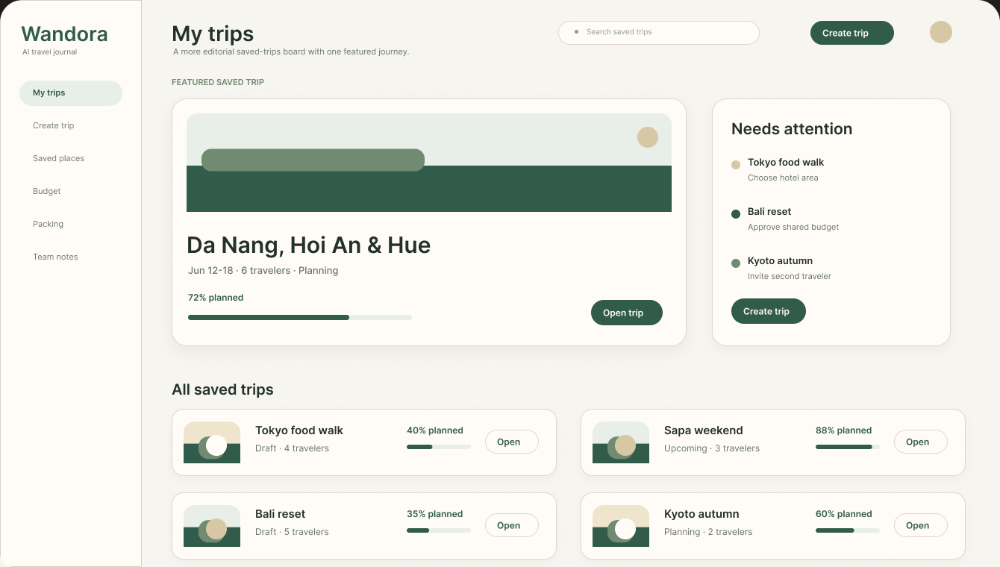 Wandora
AI travel journal
My trips
Create trip
Saved places
Budget
Packing
Team notes
My trips
A more editorial saved-trips board with one featured journey.
Search saved trips
Create trip
FEATURED SAVED TRIP
Da Nang, Hoi An & Hue
Jun 12-18 · 6 travelers · Planning
72% planned
Open trip
Needs attention
Tokyo food walk
Choose hotel area
Bali reset
Approve shared budget
Kyoto autumn
Invite second traveler
Create trip
All saved trips
Tokyo food walk
Draft · 4 travelers
40% planned
Open
Sapa weekend
Upcoming · 3 travelers
88% planned
Open
Bali reset
Draft · 5 travelers
35% planned
Open
Kyoto autumn
Planning · 2 travelers
60% planned
Open